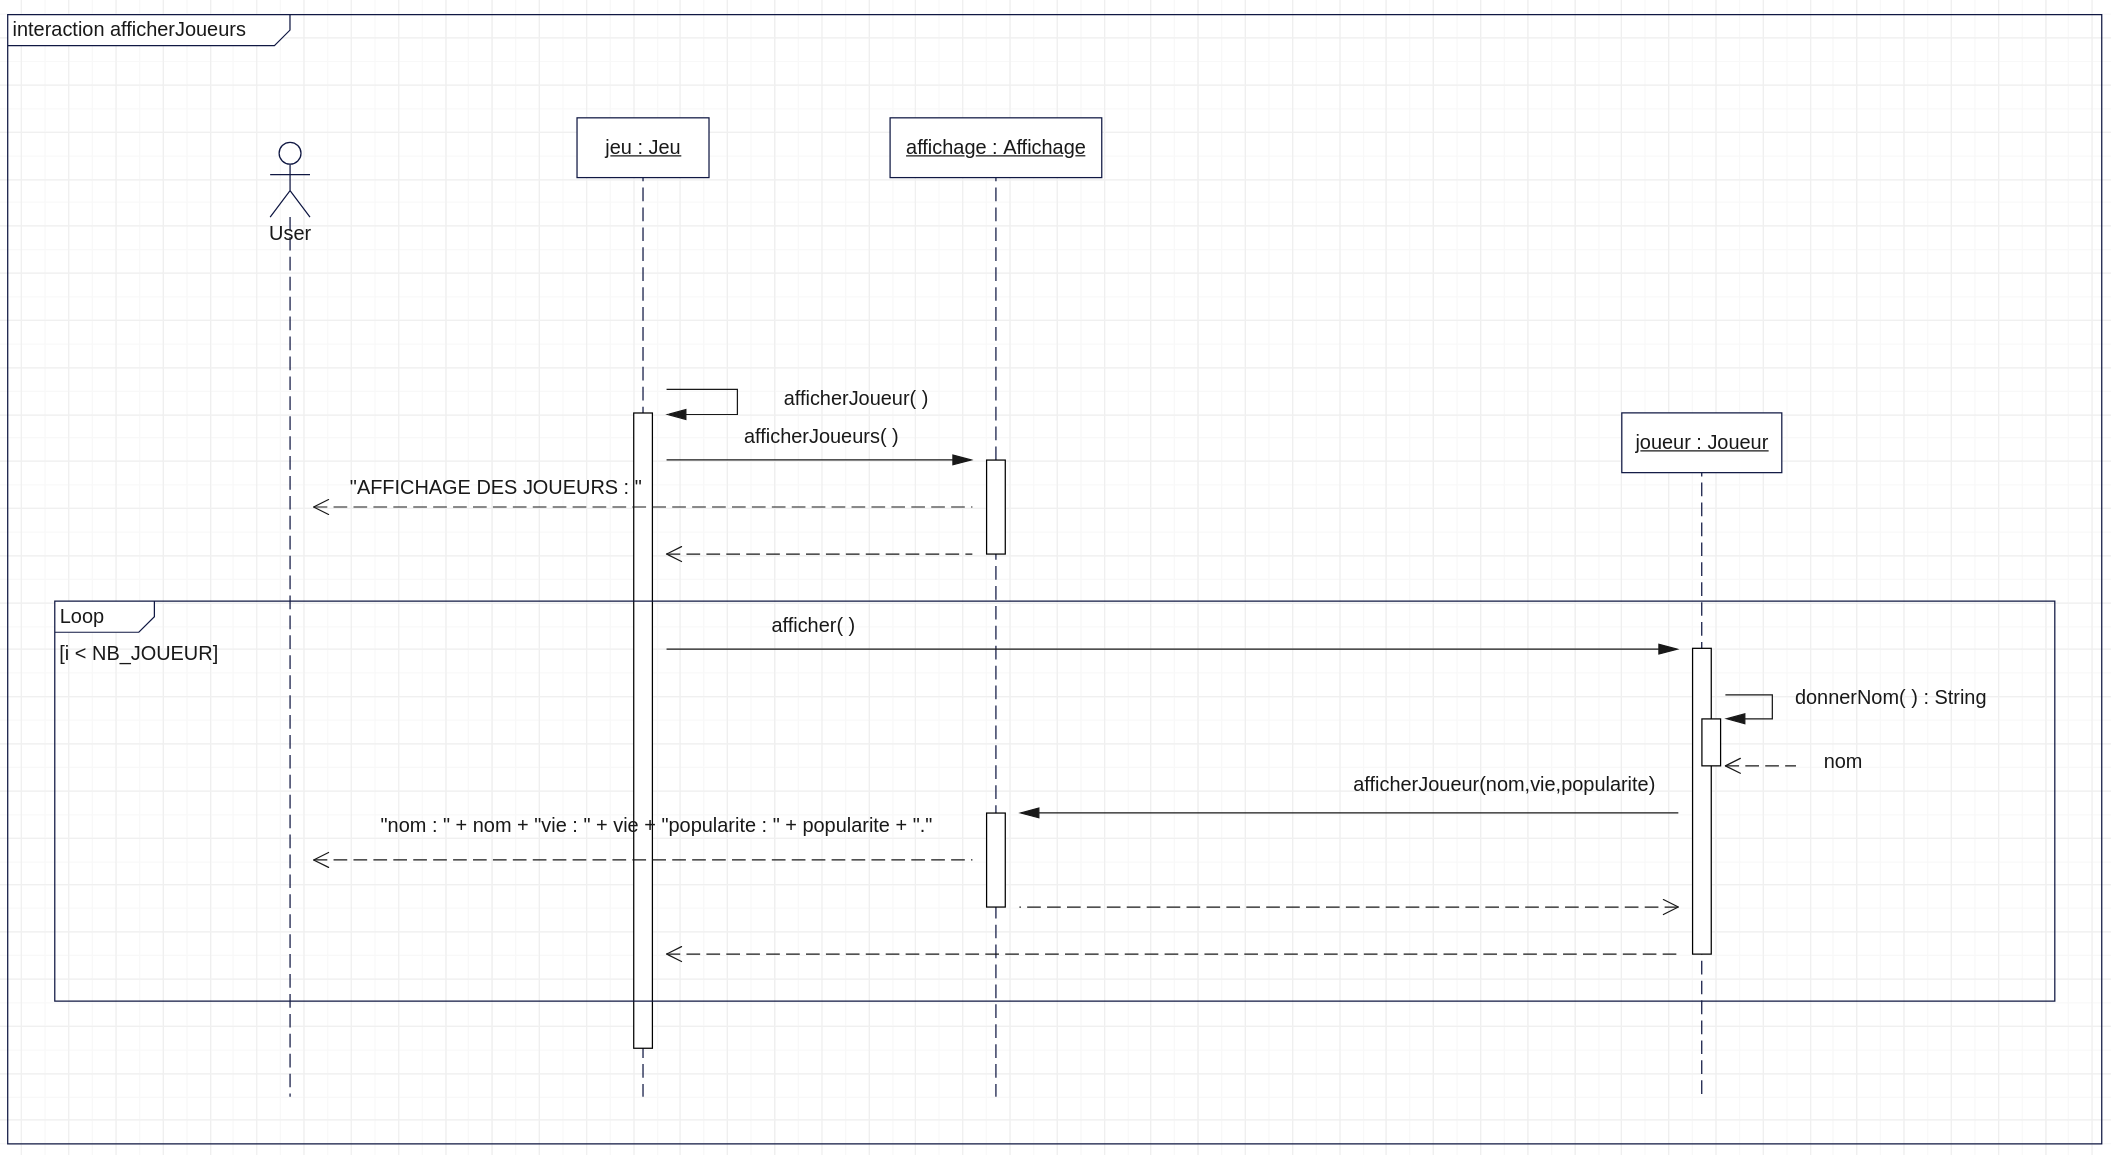 interaction afficherJoueurs
jeu : Jeu
affichage : Affichage
User
afficherJoueur( )
afficherJoueurs( )
joueur : Joueur
"AFFICHAGE DES JOUEURS : "
Loop
afficher( )
[i < NB_JOUEUR]
donnerNom( ) : String
nom
afficherJoueur(nom,vie,popularite)
"nom : " + nom + "vie : " + vie + "popularite : " + popularite + "."